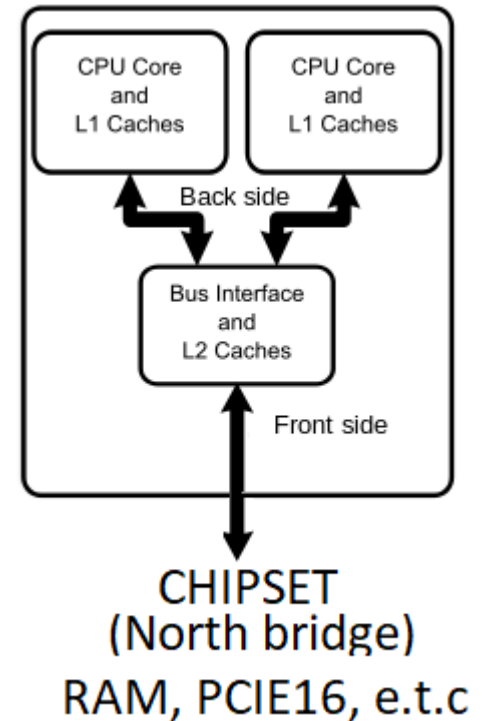 CPU Core
and
L1 Caches
CPU Core
and
L1 Caches
Back side
Bus Interface
and
L2 Caches
Front side
CHIPSET
(North bridge)
RAM, PCIE16, e.t.c